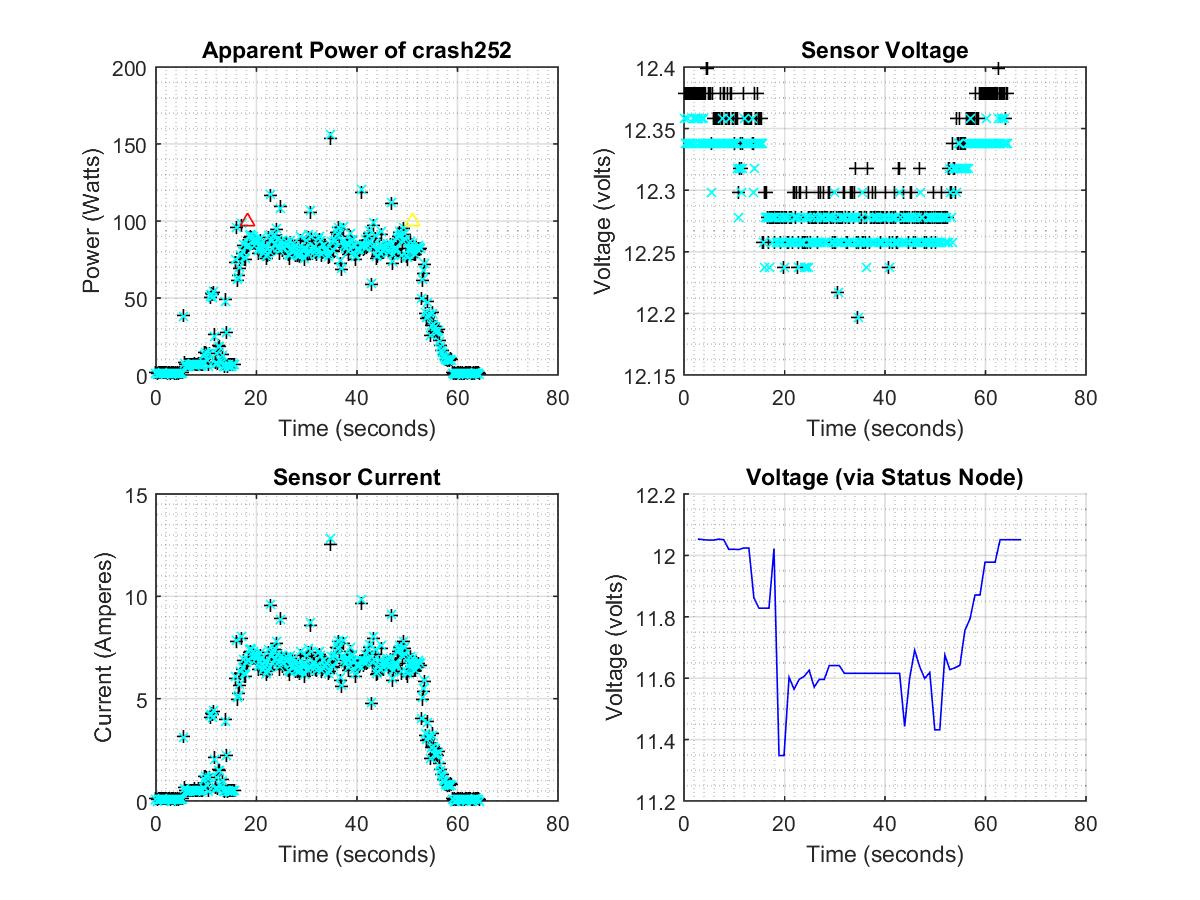 Apparent Power of crash252
200
150
100
50
0
0 20 40 60 80
Power (Watts)
Time (seconds)
Sensor Voltage
12.4
12.35
12.3
12.25
12.2
12.15
0 20 40 60 80
Voltage (volts)
Time (seconds)
Sensor Current
15
10
5
0
0 20 40 60 80
Current (Amperes)
Time (seconds)
Voltage (via Status Node)
12.2
12
11.8
11.6
11.4
11.2
0 20 40 60 80
Voltage (volts)
Time (seconds)